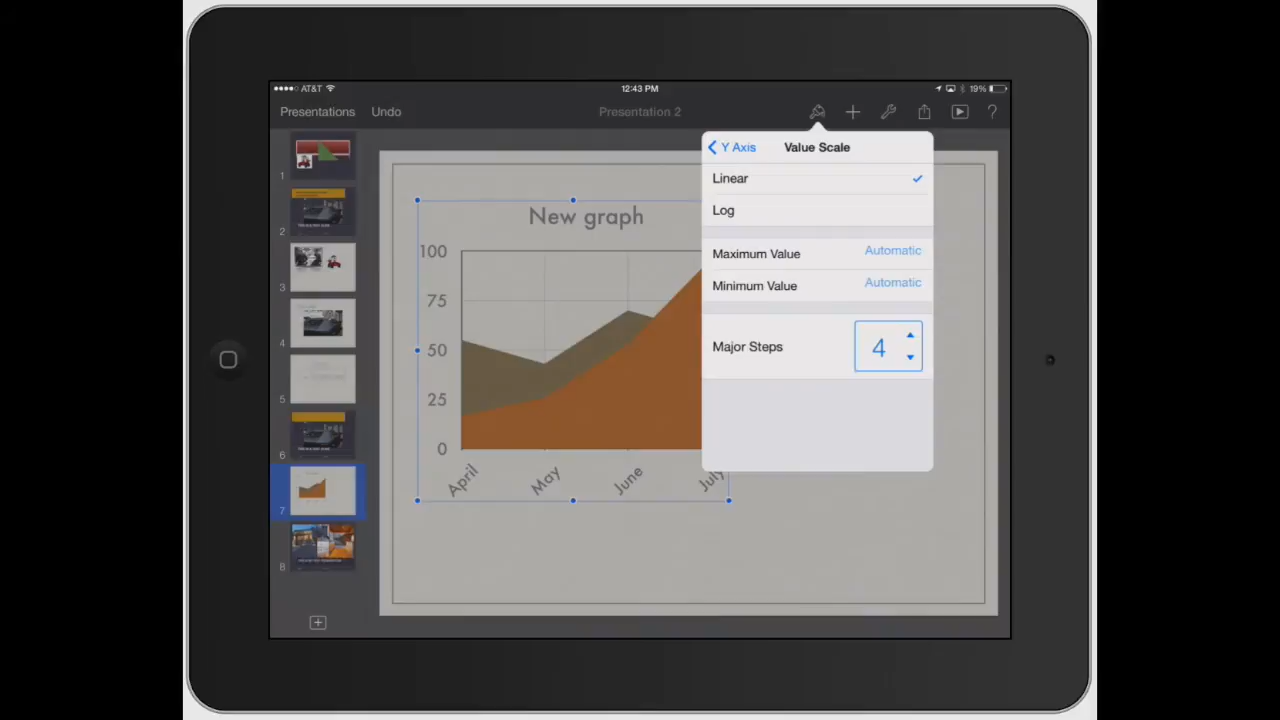 AT&T 12:43 PM 19%
Presentations Undo Presentation 2 ?
Y Axis Value Scale
Linear
Log
Maximum Value Automatic
Minimum Value Automatic
Major Steps 4
New graph
100
75
50
25
0
April May June July
1
2
3
4
5
6
7
8